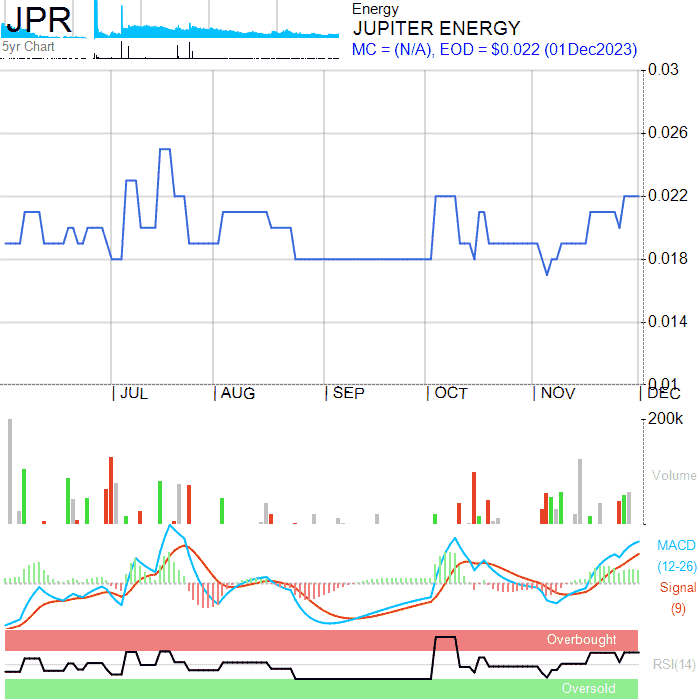 JPR
5yr Chart
Energy
JUPITER ENERGY
MC = (N/A), EOD = $0.022 (01Dec2023)
0.03
0.026
0.022
0.018
0.014
0.01
JUL AUG SEP OCT NOV DEC
200k
Volume
MACD
(12-26)
Signal
(9)
Overbought
RSI(14)
Oversold